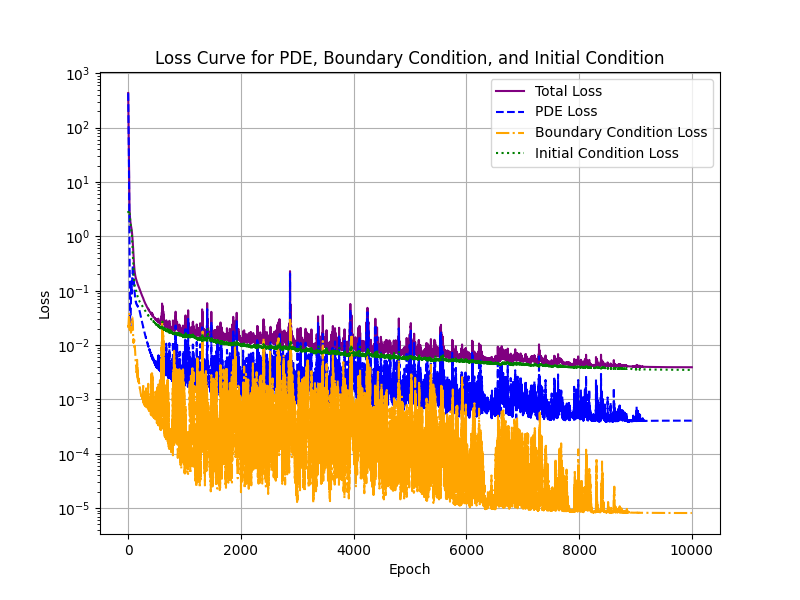 Loss Curve for PDE, Boundary Condition, and Initial Condition
Total Loss
PDE Loss
Boundary Condition Loss
Initial Condition Loss
Loss
10³
10²
10¹
10⁰
10⁻¹
10⁻²
10⁻³
10⁻⁴
10⁻⁵
0 2000 4000 6000 8000 10000
Epoch